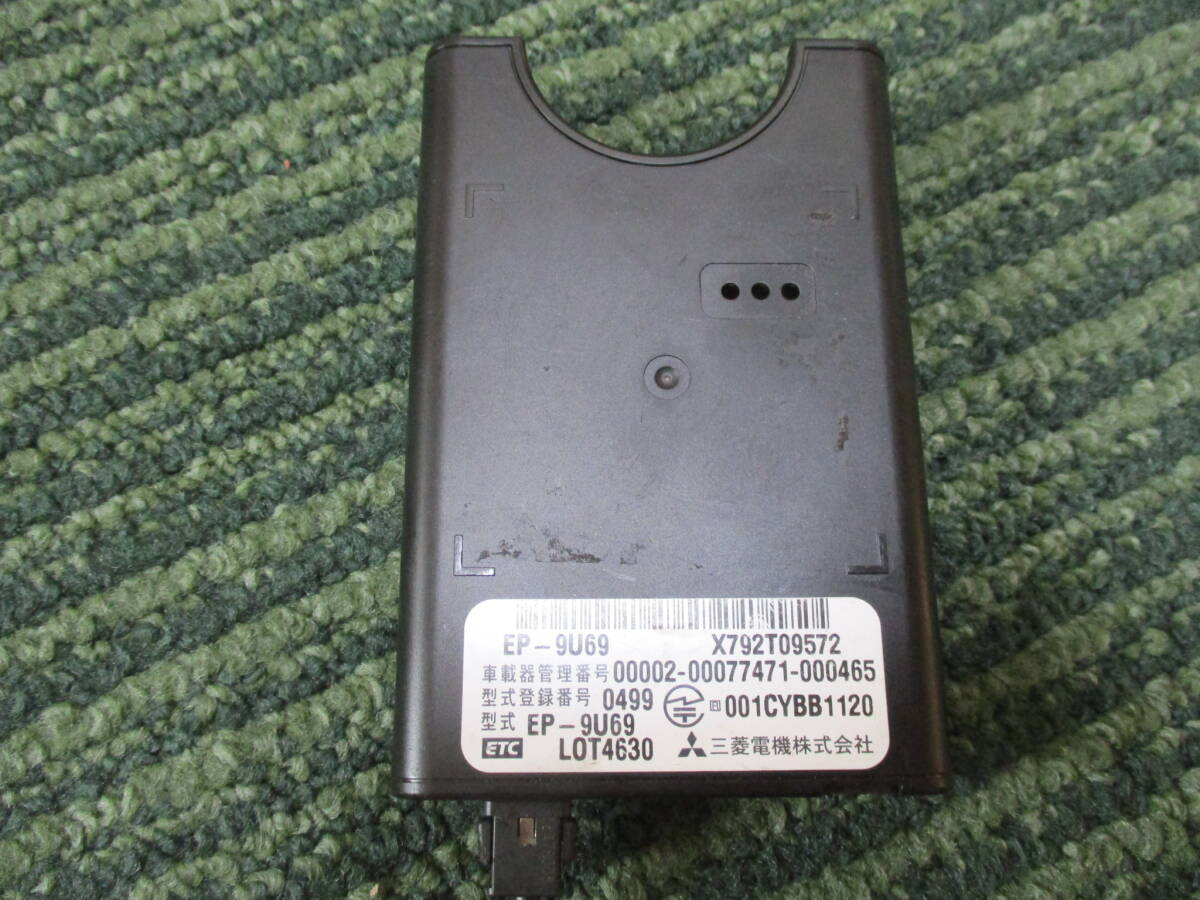 EP-9U69 X792T09572
車載器管理番号 00002-00077471-000465
型式登録番号 0499 回 001CYBB1120
型式 EP-9U69
ETC LOT4630 三菱電機株式会社